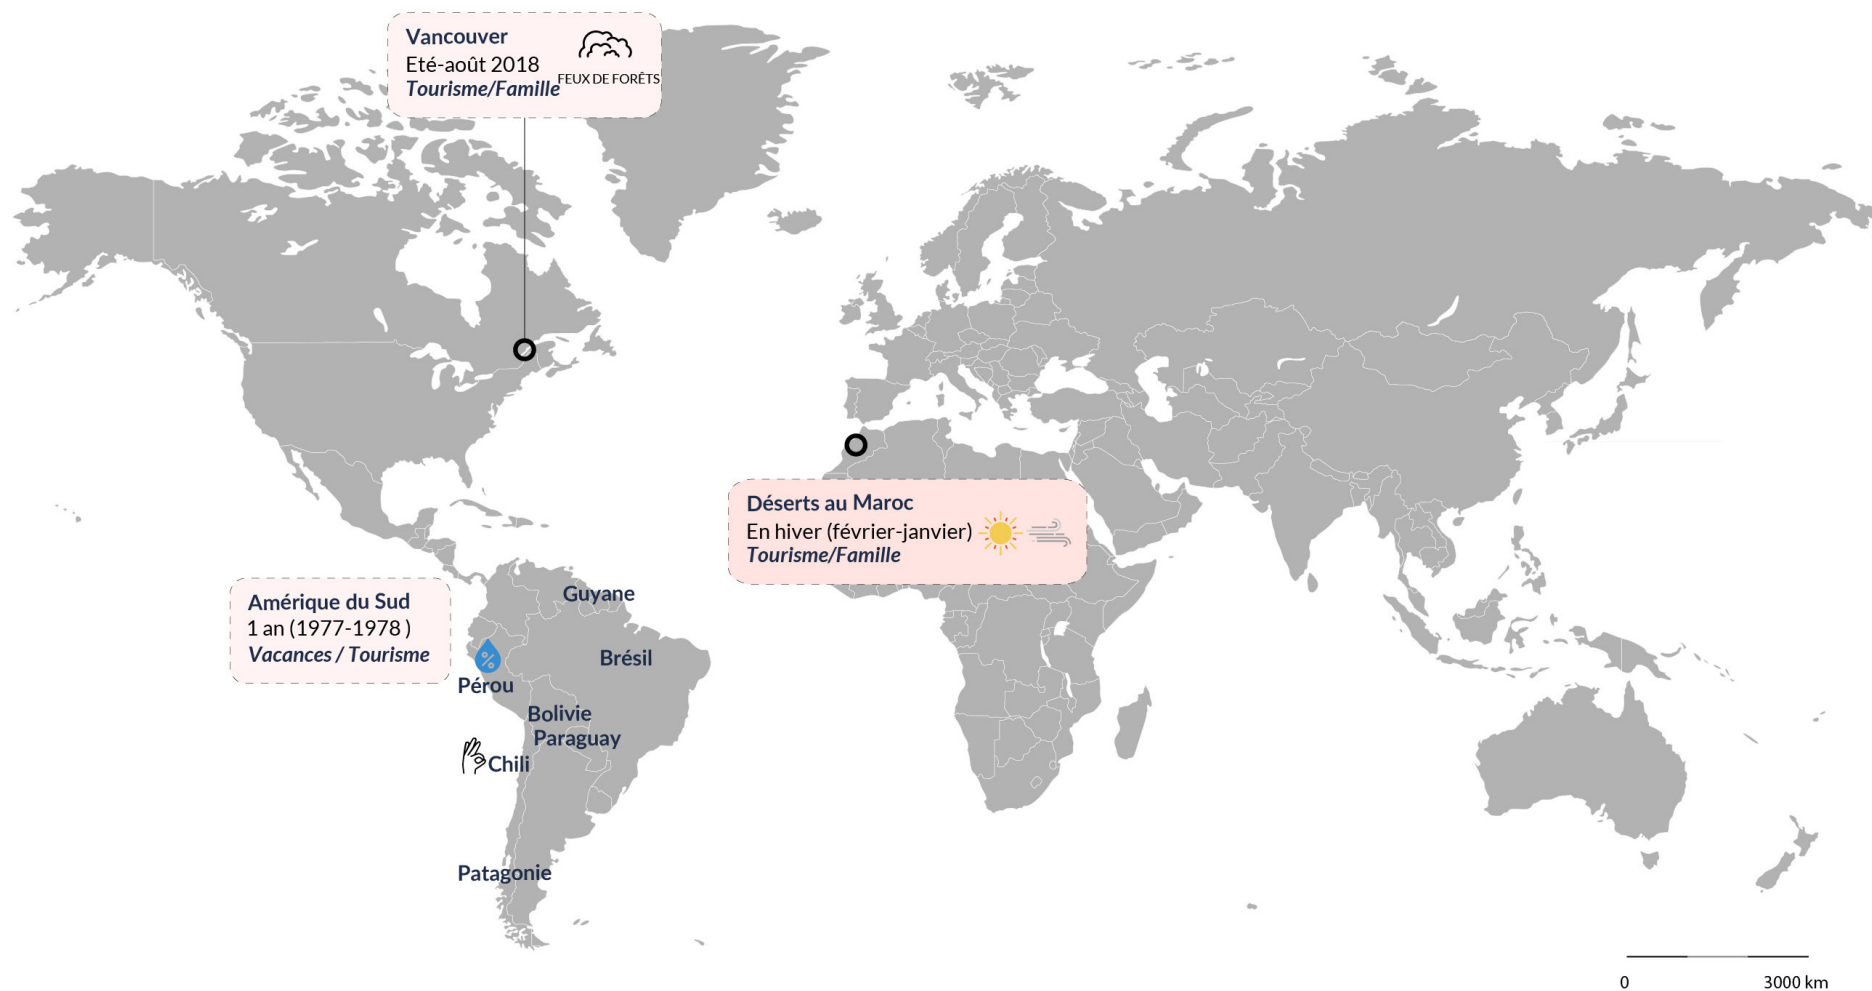 Vancouver
Eté-août 2018
Tourisme/Famille
FEUX DE FORÊTS
Déserts au Maroc
En hiver (février-janvier)
Tourisme/Famille
Amérique du Sud
1 an (1977-1978 )
Vacances / Tourisme
Guyane
Brésil
%
Pérou
Bolivie
Paraguay
Chili
Patagonie
0 3000 km